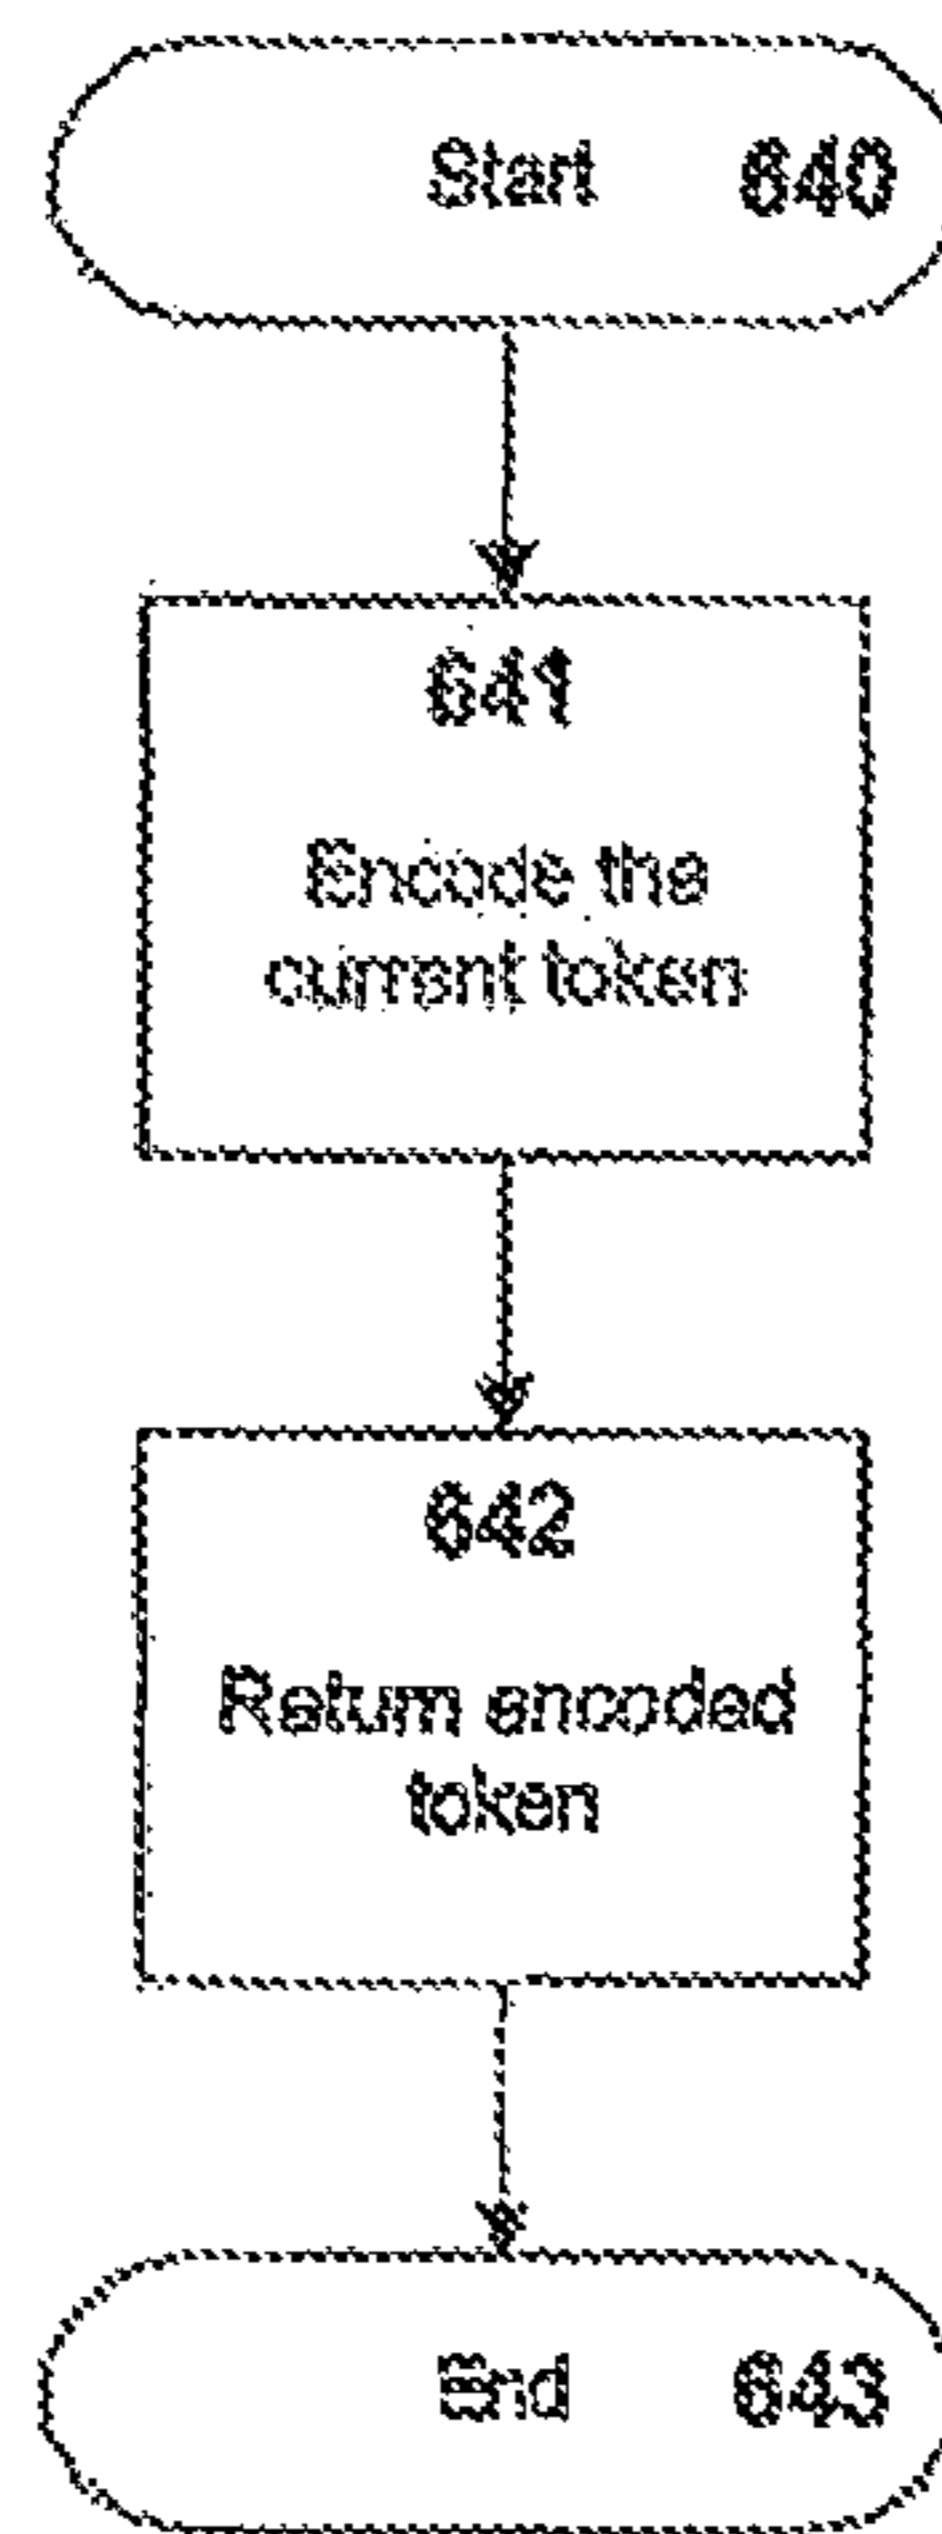 Start 640
641
Encode the
current token
642
Return encoded
token
End 643